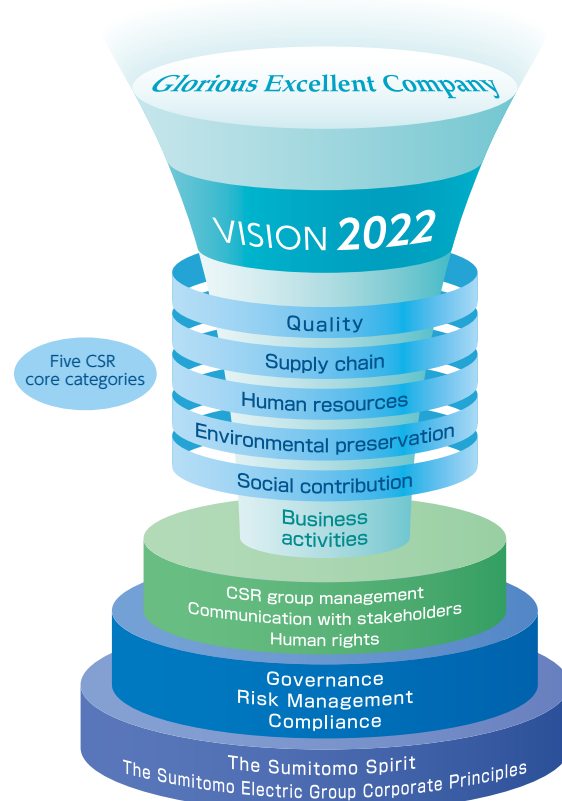 Glorious Excellent Company
VISION 2022
Quality
Supply chain
Five CSR
core categories
Human resources
Environmental preservation
Social contribution
Business
activities
CSR group management
Communication with stakeholders
Human rights
Governance
Risk Management
Compliance
The Sumitomo Spirit
The Sumitomo Electric Group Corporate Principles